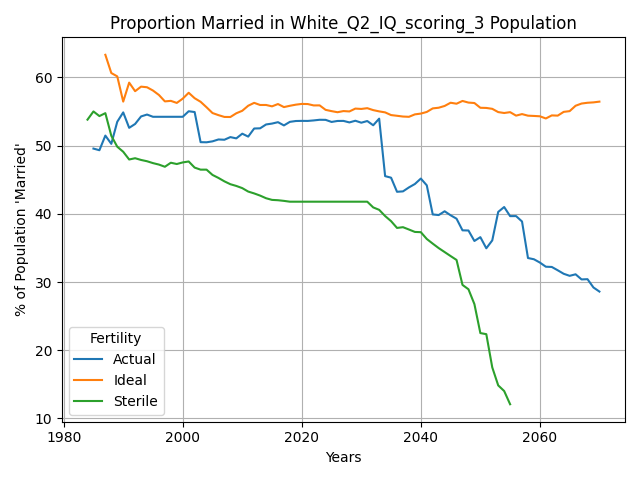 Proportion Married in White_Q2_IQ_scoring_3 Population
% of Population 'Married'
60
50
40
30
20
10
Fertility
Actual
Ideal
Sterile
1980
2000
2020
2040
2060
Years